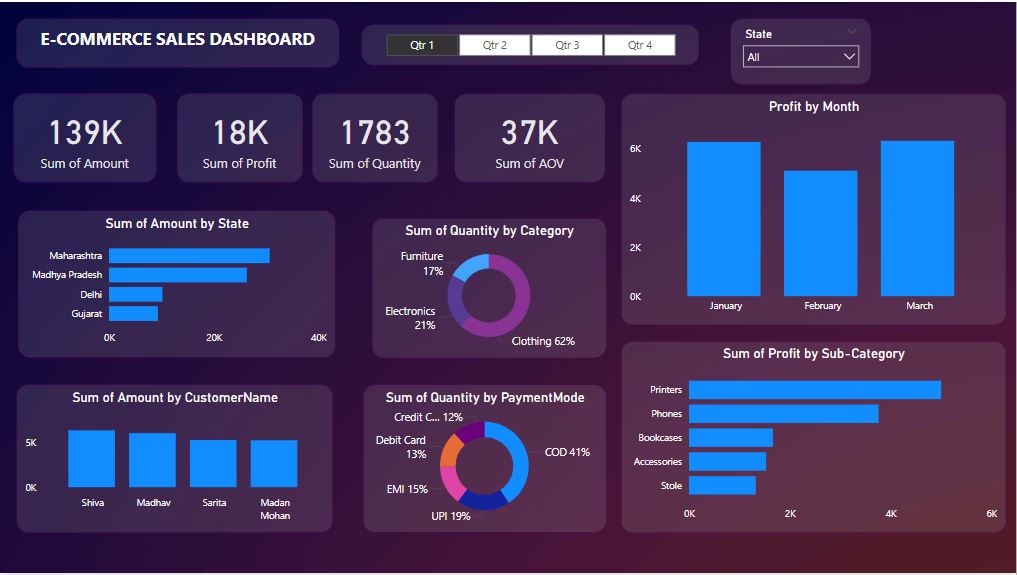 E-COMMERCE SALES DASHBOARD
Qtr 1
Qtr 2
Qtr 3
Qtr 4
State
All
139K
Sum of Amount
18K
Sum of Profit
1783
Sum of Quantity
37K
Sum of AOV
Profit by Month
6K
4K
2K
0K
January
February
March
Sum of Amount by State
Maharashtra
Madhya Pradesh
Delhi
Gujarat
0K
20K
40K
Sum of Quantity by Category
Furniture
17%
Electronics
21%
Clothing 62%
Sum of Profit by Sub-Category
Printers
Phones
Bookcases
Accessories
Stole
0K
2K
4K
6K
Sum of Amount by CustomerName
5K
0K
Shiva
Madhav
Sarita
Madan
Mohan
Sum of Quantity by PaymentMode
Credit C... 12%
Debit Card
13%
COD 41%
EMI 15%
UPI 19%